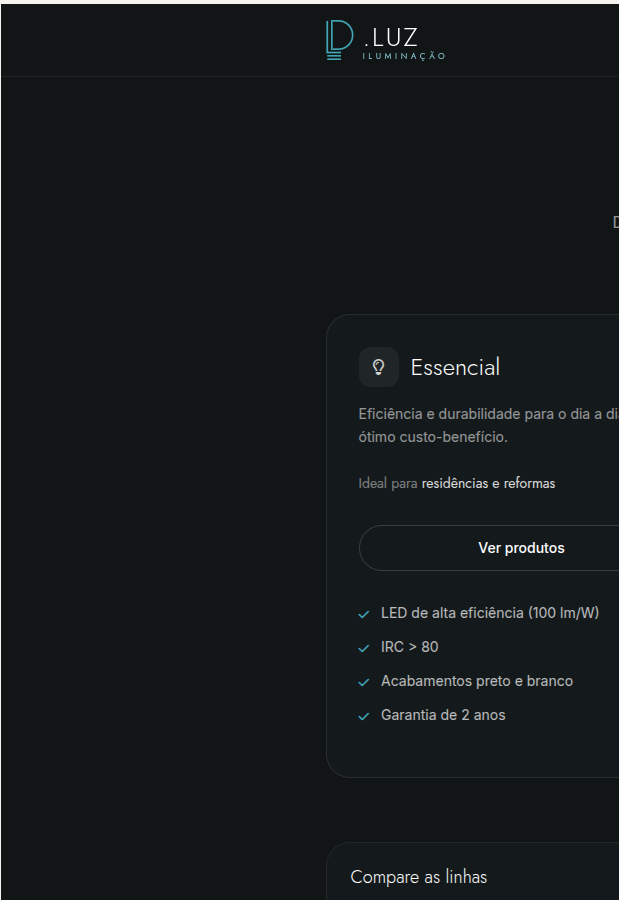 D.LUZ
ILUMINAÇÃO
Essencial
Eficiência e durabilidade para o dia a
ótimo custo-benefício.
Ideal para residências e reformas
Ver produtos
LED de alta eficiência (100 lm/W)
IRC > 80
Acabamentos preto e branco
Garantia de 2 anos
Compare as linhas